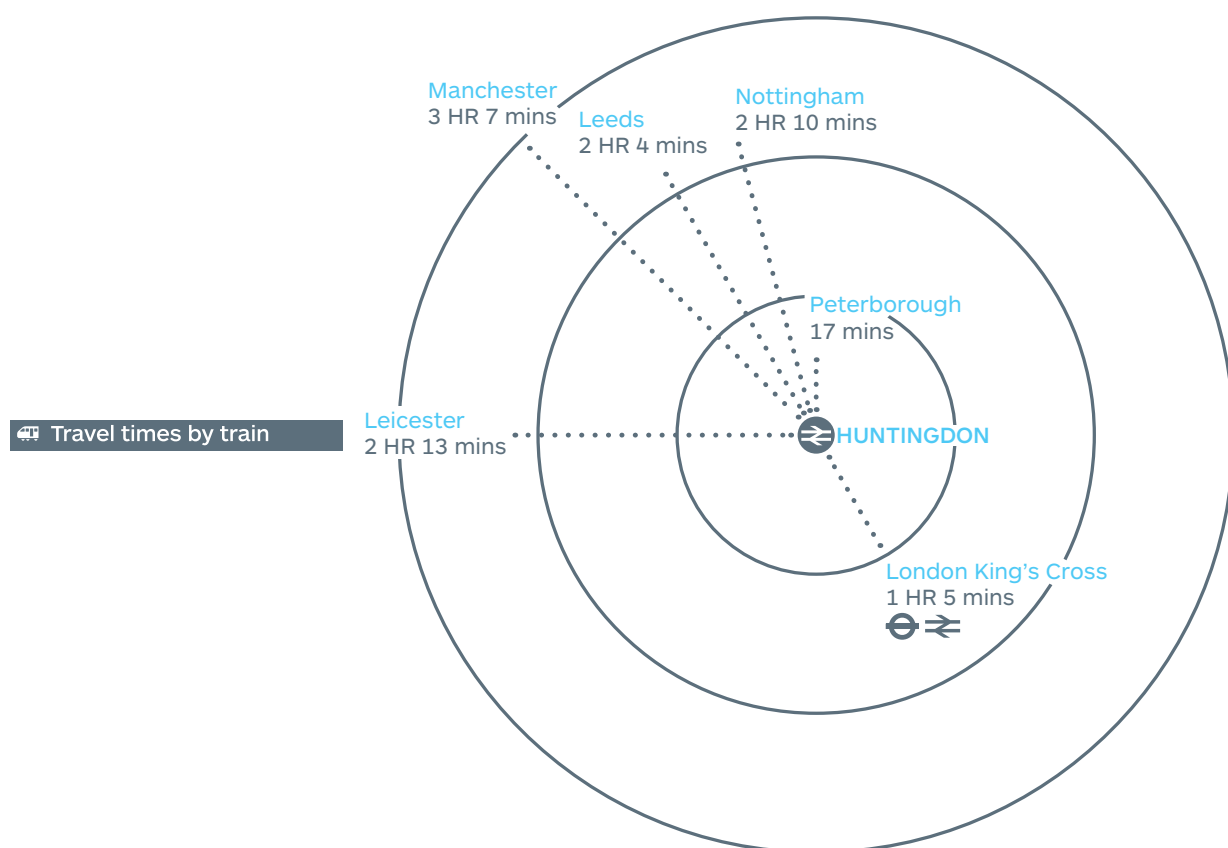 Manchester
3 HR 7 mins
Leeds
2 HR 4 mins
Nottingham
2 HR 10 mins
Peterborough
17 mins
Travel times by train
Leicester
2 HR 13 mins
HUNTINGDON
London King’s Cross
1 HR 5 mins